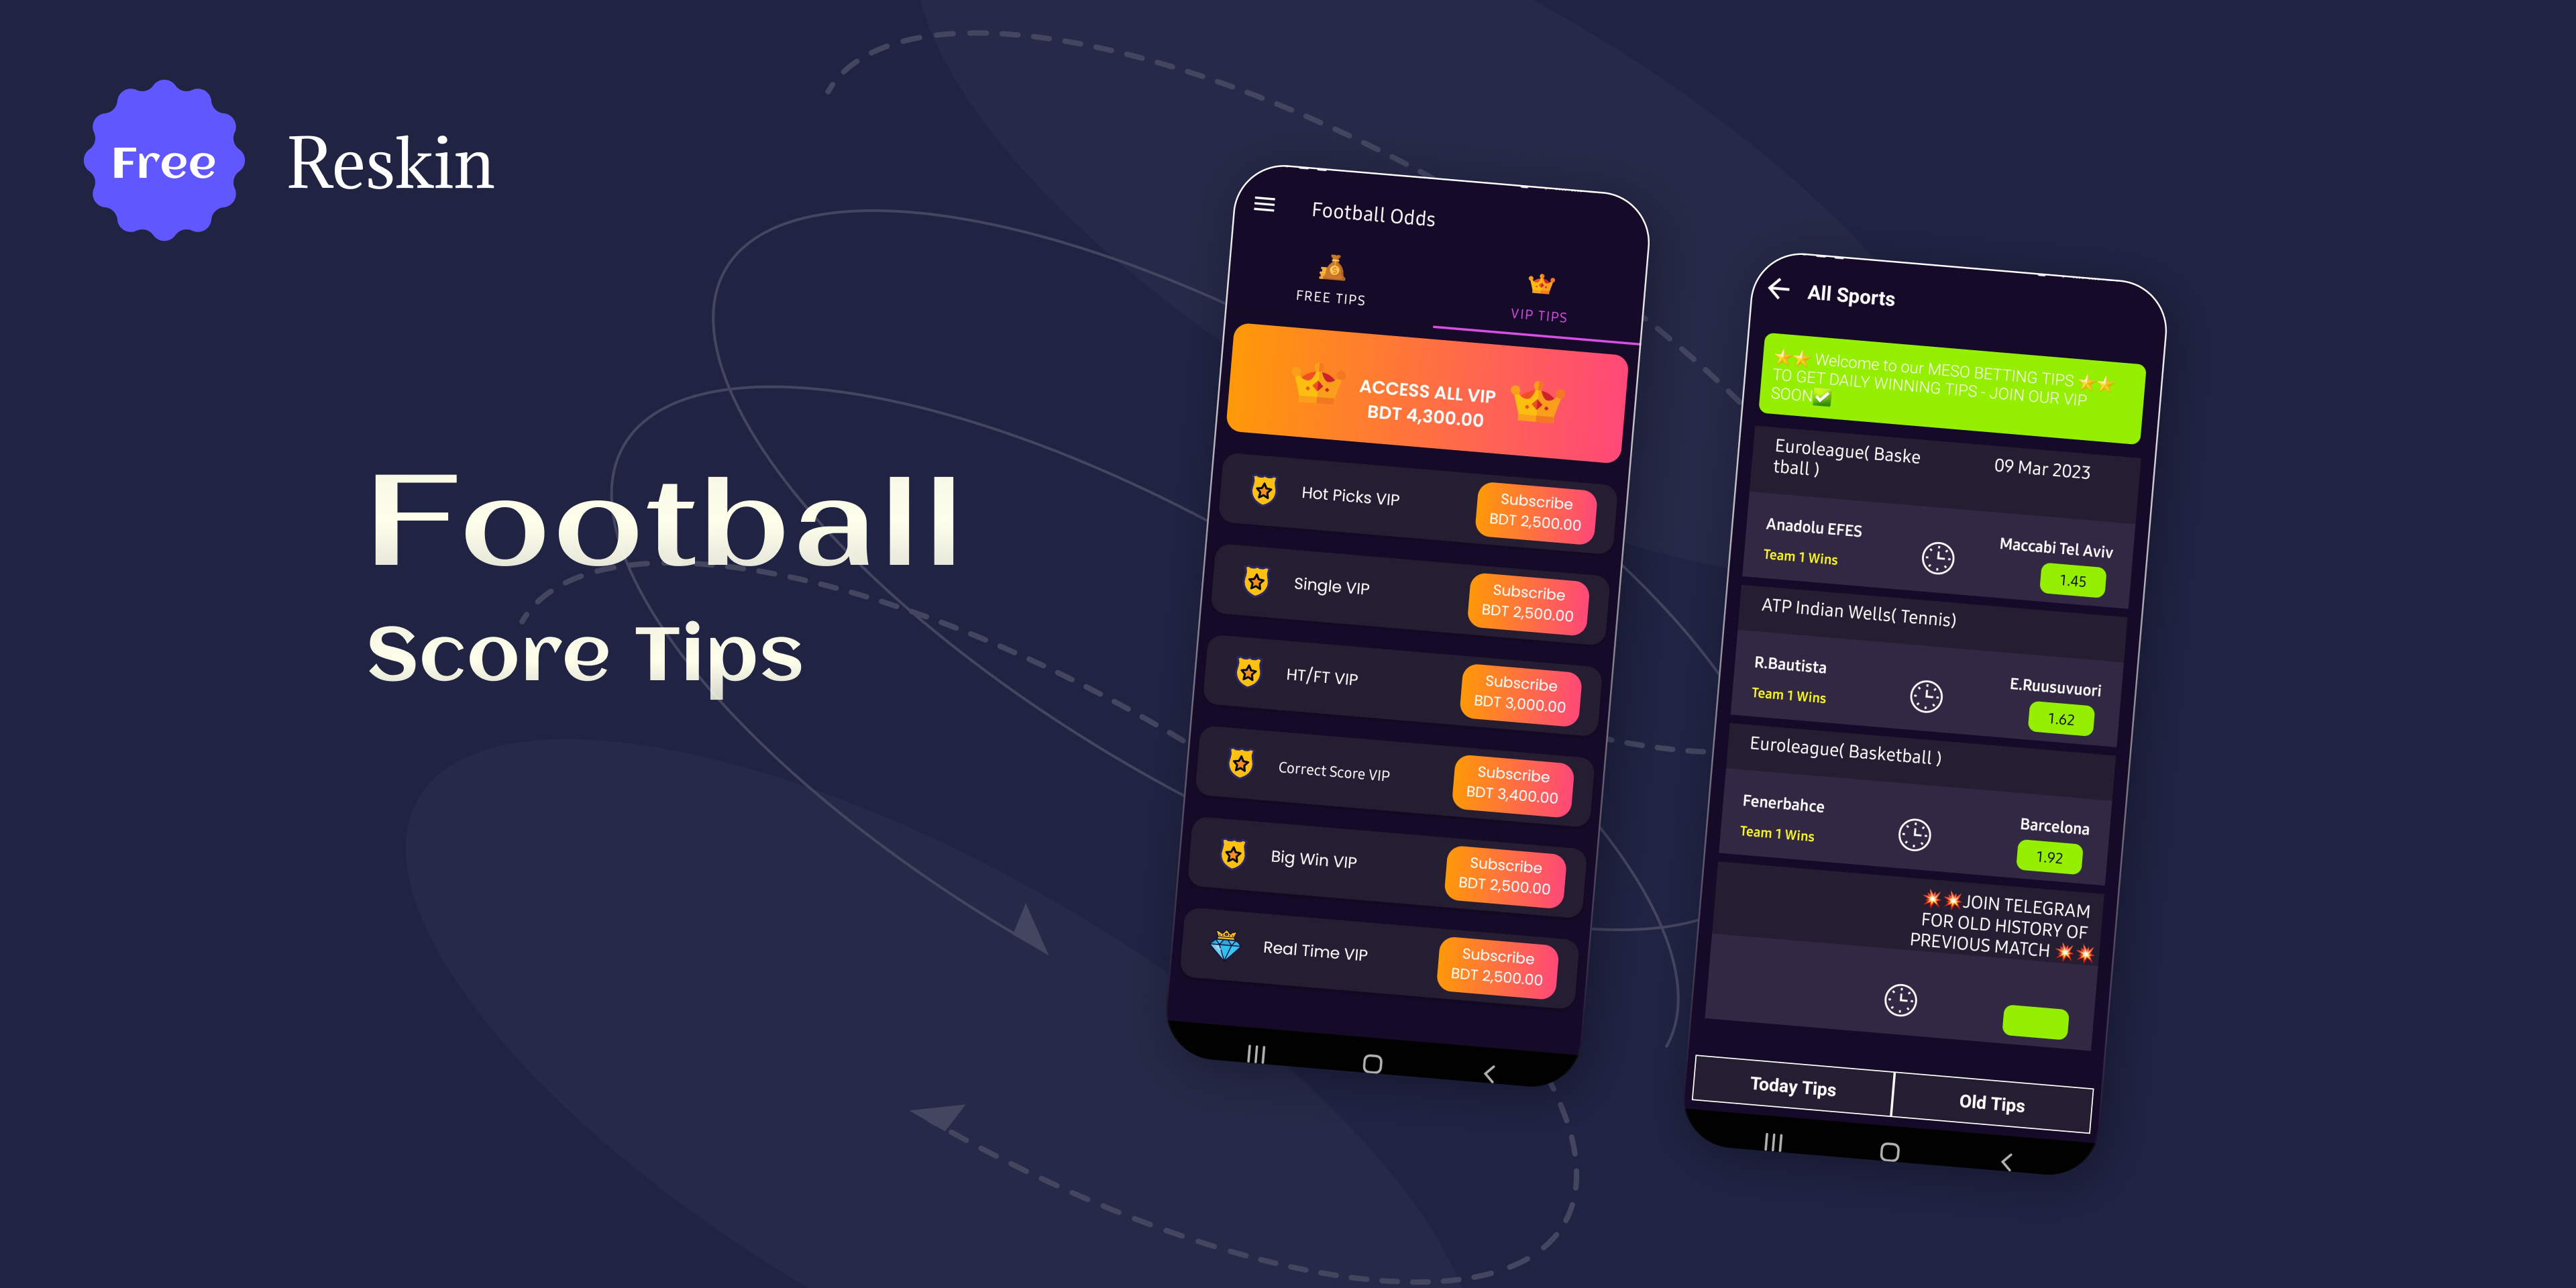 Free
Reskin
Football
Score Tips
Football Odds
FREE TIPS
VIP TIPS
ACCESS ALL VIP
BDT 4,300.00
Hot Picks VIP
Subscribe
BDT 2,500.00
Single VIP
Subscribe
BDT 2,500.00
HT/FT VIP
Subscribe
BDT 3,000.00
Correct Score VIP
Subscribe
BDT 3,400.00
Big Win VIP
Subscribe
BDT 2,500.00
Real Time VIP
Subscribe
BDT 2,500.00
All Sports
⭐⭐ Welcome to our MESO BETTING TIPS ⭐⭐
TO GET DAILY WINNING TIPS - JOIN OUR VIP
SOON✅
Euroleague( Baske
tball )
09 Mar 2023
Anadolu EFES
Maccabi Tel Aviv
Team 1 Wins
1.45
ATP Indian Wells( Tennis)
R.Bautista
E.Ruusuvuori
Team 1 Wins
1.62
Euroleague( Basketball )
Fenerbahce
Barcelona
Team 1 Wins
1.92
💥💥JOIN TELEGRAM
FOR OLD HISTORY OF
PREVIOUS MATCH 💥💥
Today Tips
Old Tips